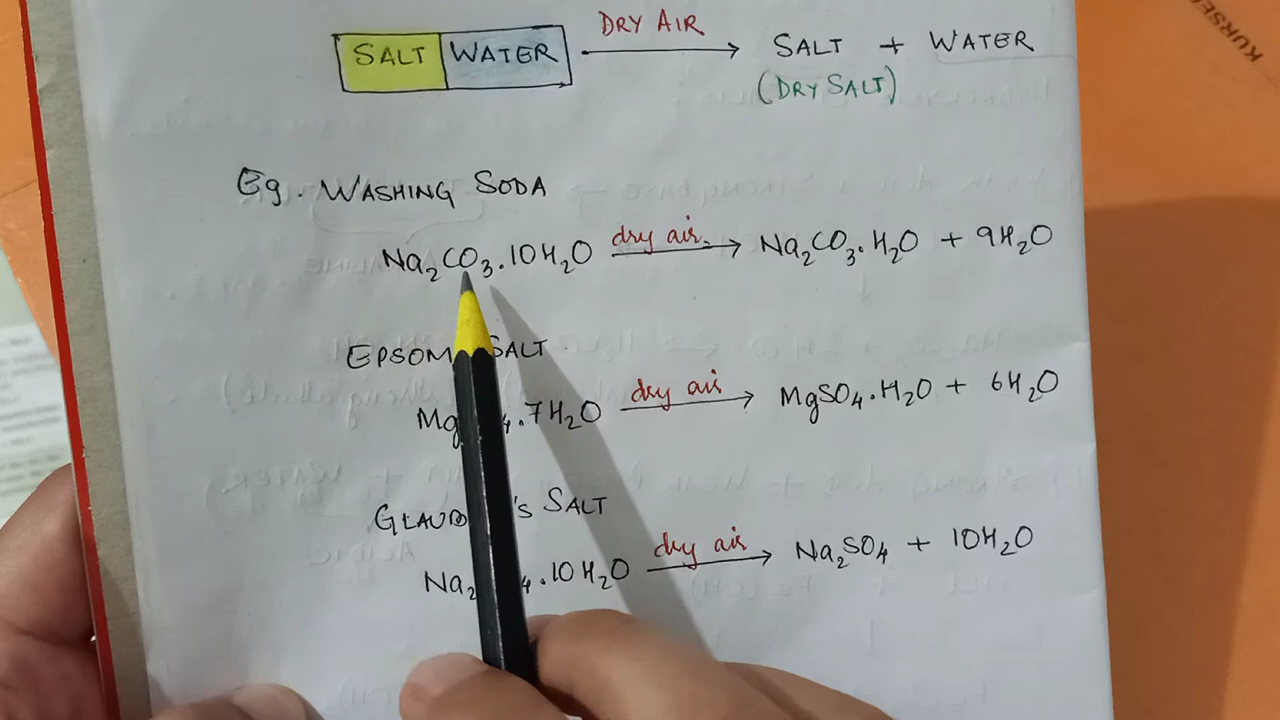 DRY AIR
SALT WATER → SALT + WATER
(DRY SALT)
Eg. WASHING SODA
dry air
Na₂CO₃.10H₂O → Na₂CO₃.H₂O + 9H₂O
EPSOM SALT
dry air
Mg 4.7H₂O → MgSO₄.H₂O + 6H₂O
GLAUB 's SALT
dry air
Na₂ 4.10H₂O → Na₂SO₄ + 10H₂O